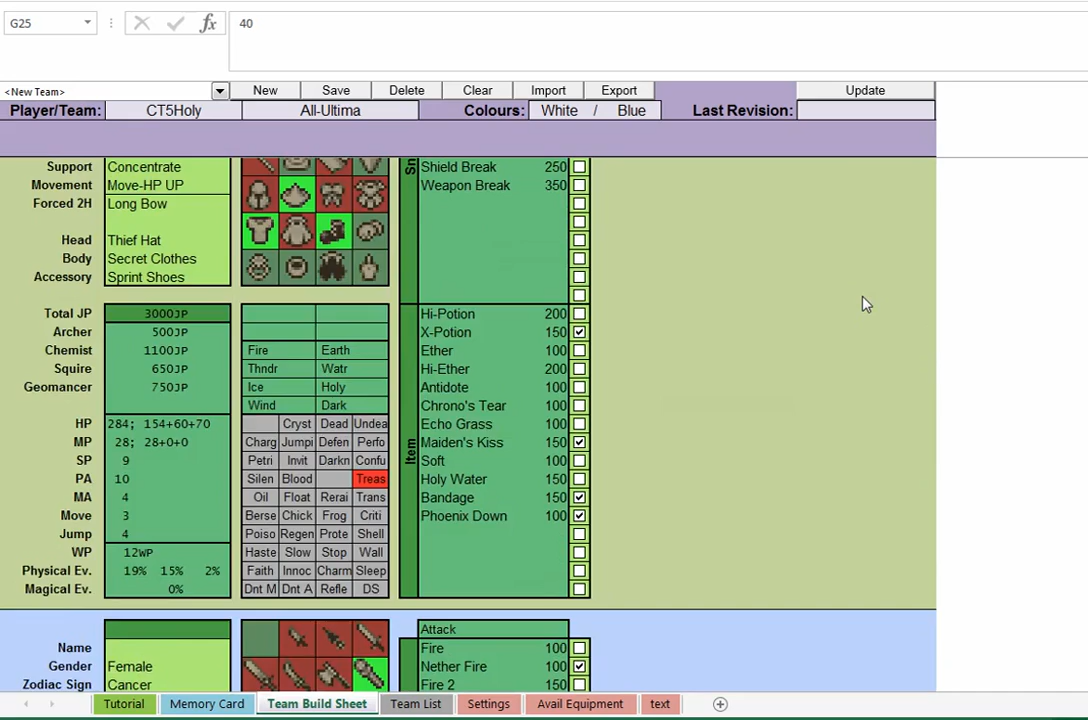 G25 fx 40
<New Team> New Save Delete Clear Import Export Update
Player/Team: CT5Holy All-Ultima Colours: White / Blue Last Revision:
Support Concentrate
Movement Move-HP UP
Forced 2H Long Bow
Head Thief Hat
Body Secret Clothes
Accessory Sprint Shoes
Shield Break 250
Weapon Break 350
Total JP 3000JP
Archer 500JP
Chemist 1100JP
Squire 650JP
Geomancer 750JP
HP 284; 154+60+70
MP 28; 28+0+0
SP 9
PA 10
MA 4
Move 3
Jump 4
WP 12WP
Physical Ev. 19% 15% 2%
Magical Ev. 0%
Fire Earth
Thndr Watr
Ice Holy
Wind Dark
Cryst Dead Undea
Charg Jumpi Defen Perfo
Petri Invit Darkn Confu
Silen Blood Treas
Oil Float Rerai Trans
Berse Chick Frog Criti
Poiso Regen Prote Shell
Haste Slow Stop Wall
Faith Innoc Charm Sleep
Dnt M Dnt A Refle DS
Item
Hi-Potion 200
X-Potion 150
Ether 100
Hi-Ether 200
Antidote 100
Chrono's Tear 100
Echo Grass 100
Maiden's Kiss 150
Soft 100
Holy Water 150
Bandage 150
Phoenix Down 100
Name
Gender Female
Zodiac Sign Cancer
Attack
Fire 100
Nether Fire 100
Fire 2 150
Tutorial Memory Card Team Build Sheet Team List Settings Avail Equipment text